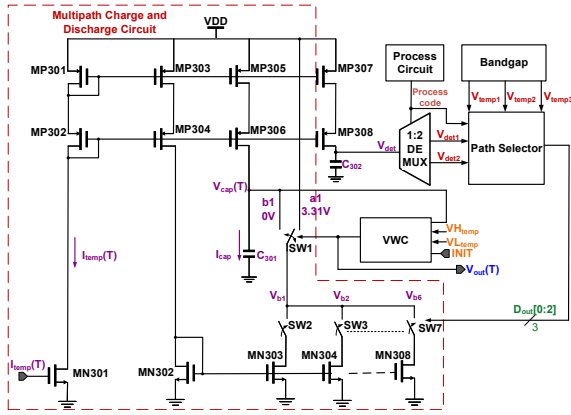 Multipath Charge and
Discharge Circuit
VDD
MP301
MP303
MP305
MP307
Process
Circuit
Bandgap
Process
code
Vtemp1
Vtemp2
Vtemp3
MP302
MP304
MP306
MP308
Vdet
1:2
DE
MUX
Vdet1
Vdet2
Path Selector
C302
Vcap(T)
b1
0V
a1
3.31V
SW1
VWC
VHtemp
VLtemp
INIT
Itemp(T)
Icap
C301
Vout(T)
Vb1
Vb2
Vb6
Dout[0:2]
3
SW2
SW3
SW7
Itemp(T)
MN301
MN302
MN303
MN304
MN308